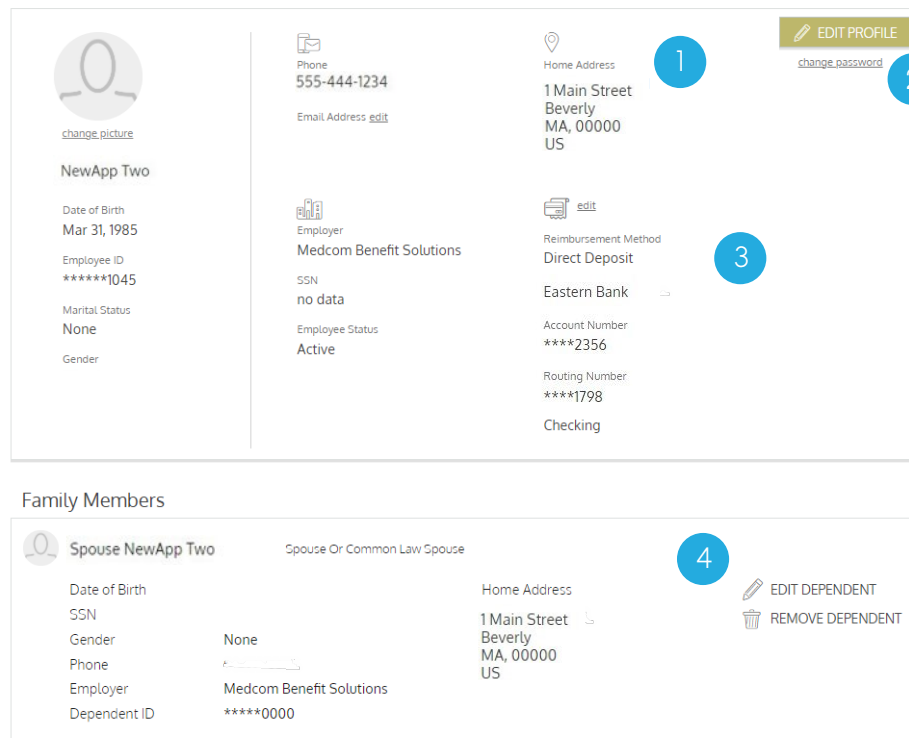 change picture
NewApp Two
Date of Birth
Mar 31, 1985
Employee ID
******1045
Marital Status
None
Gender
Phone
555-444-1234
Email Address edit
Employer
Medcom Benefit Solutions
SSN
no data
Employee Status
Active
Home Address
1 Main Street
Beverly
MA, 00000
US
1
edit
Reimbursement Method
Direct Deposit
Eastern Bank
Account Number
****2356
Routing Number
****1798
Checking
3
EDIT PROFILE
change password
Family Members
Spouse NewApp Two
Spouse Or Common Law Spouse
4
Date of Birth
SSN
Gender None
Phone
Employer Medcom Benefit Solutions
Dependent ID *****0000
Home Address
1 Main Street
Beverly
MA, 00000
US
EDIT DEPENDENT
REMOVE DEPENDENT